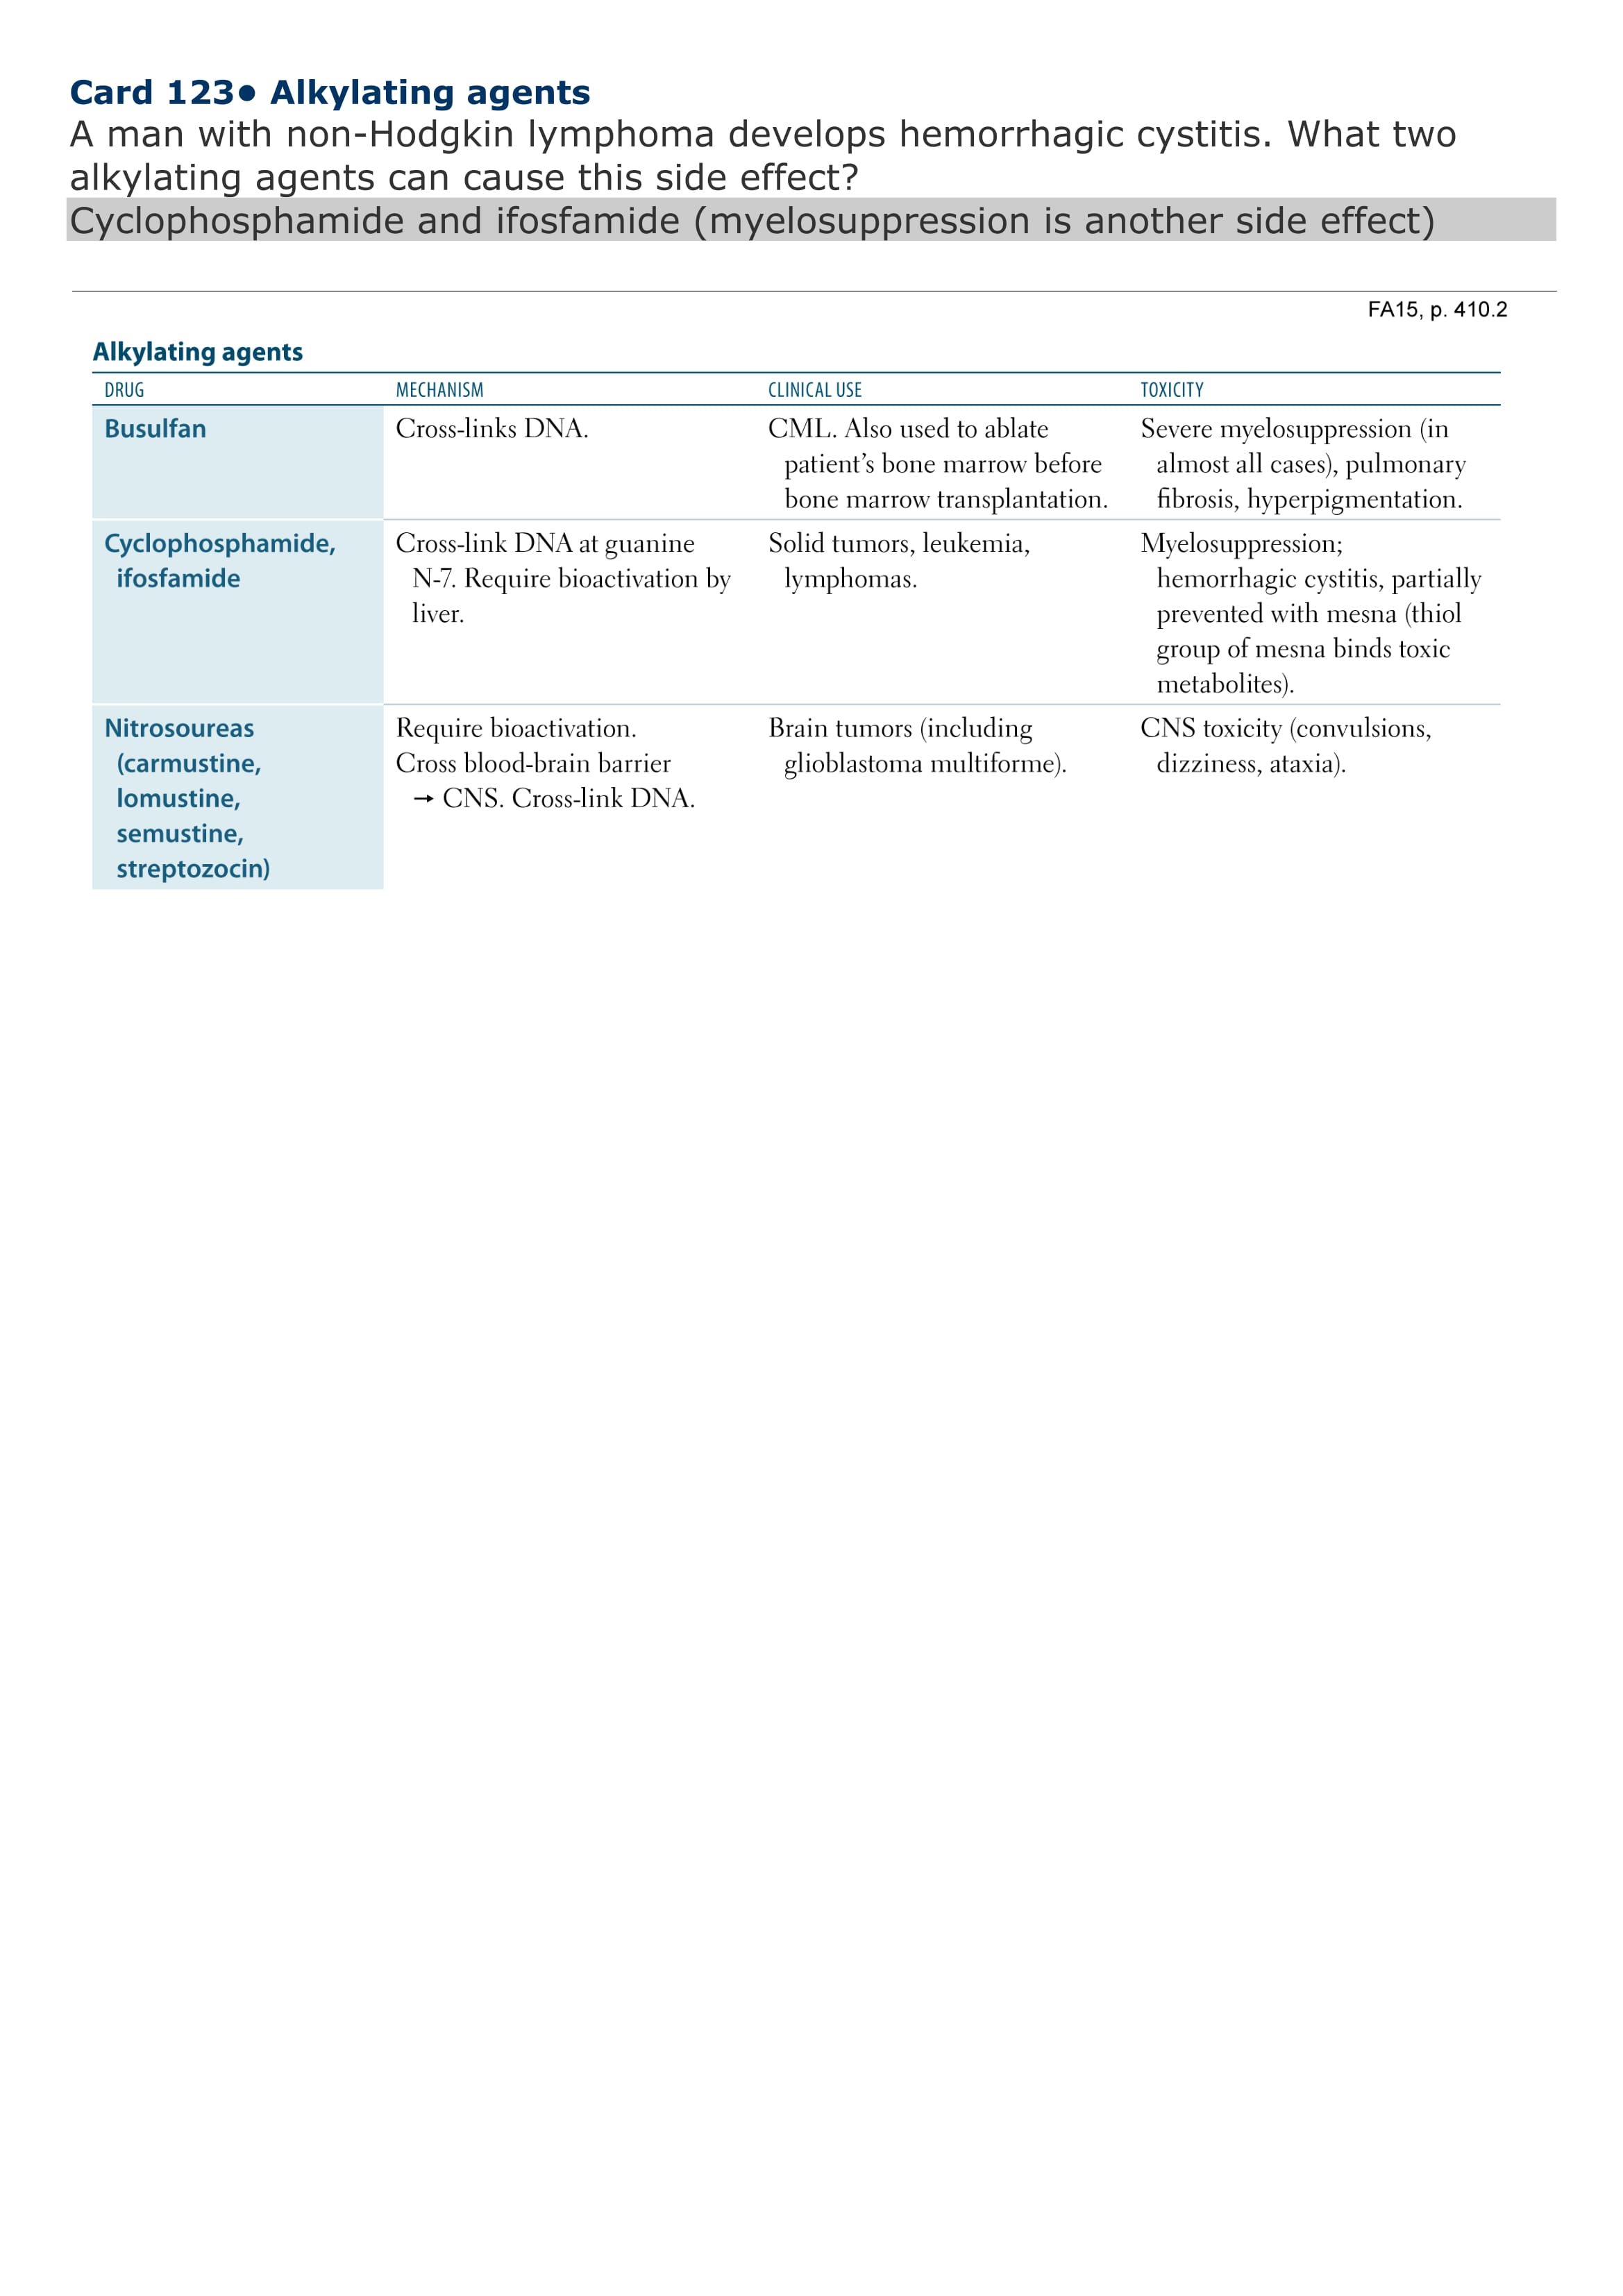 Card 123• Alkylating agents
A man with non-Hodgkin lymphoma develops hemorrhagic cystitis. What two
alkylating agents can cause this side effect?
Cyclophosphamide and ifosfamide (myelosuppression is another side effect)
FA15, p. 410.2
Alkylating agents
DRUG MECHANISM CLINICAL USE TOXICITY
Busulfan Cross-links DNA. CML. Also used to ablate Severe myelosuppression (in
patient's bone marrow before almost all cases), pulmonary
bone marrow transplantation. fibrosis, hyperpigmentation.
Cyclophosphamide, Cross-link DNA at guanine Solid tumors, leukemia, Myelosuppression;
ifosfamide N-7. Require bioactivation by lymphomas. hemorrhagic cystitis, partially
liver. prevented with mesna (thiol
group of mesna binds toxic
metabolites).
Nitrosoureas Require bioactivation. Brain tumors (including CNS toxicity (convulsions,
(carmustine, Cross blood-brain barrier glioblastoma multiforme). dizziness, ataxia).
lomustine, → CNS. Cross-link DNA.
semustine,
streptozocin)